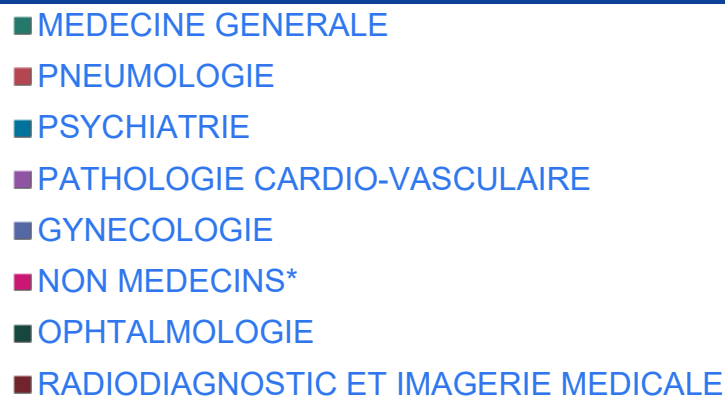 MEDECINE GENERALE
PNEUMOLOGIE
PSYCHIATRIE
PATHOLOGIE CARDIO-VASCULAIRE
GYNECOLOGIE
NON MEDECINS*
OPHTALMOLOGIE
RADIODIAGNOSTIC ET IMAGERIE MEDICALE